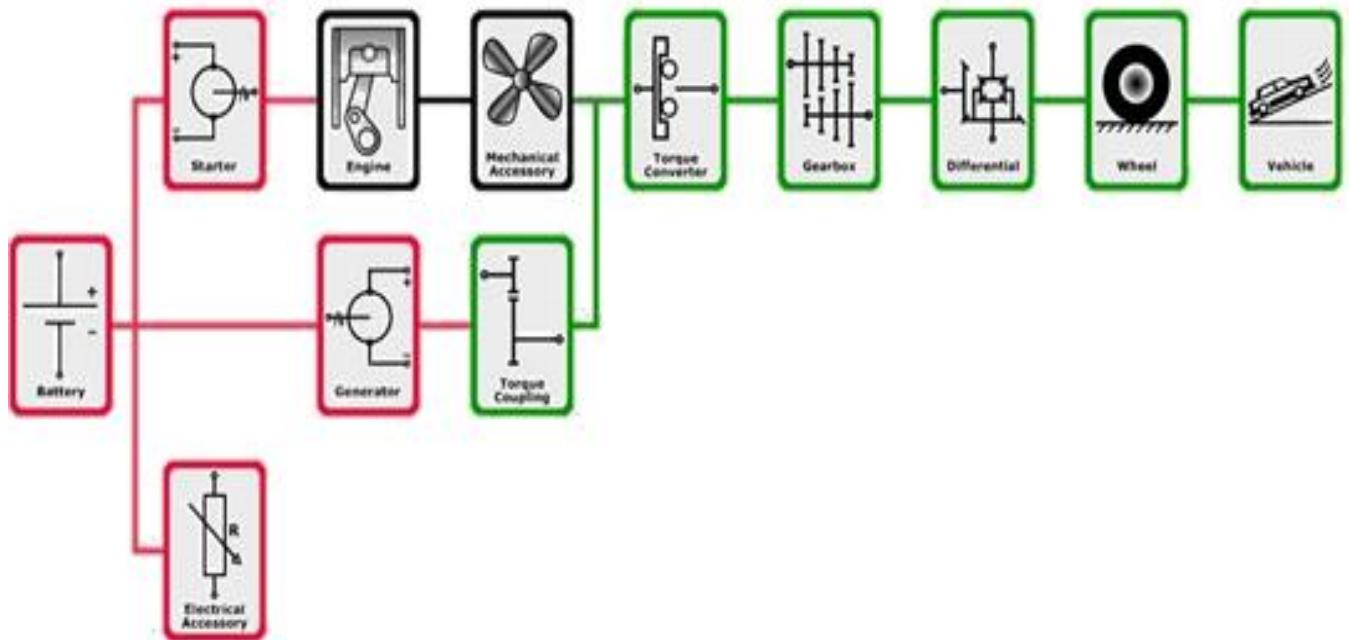 +
-
Starter
Engine
Mechanical
Accessory
Torque
Converter
Gearbox
Differential
Wheel
Vehicle
+
-
Battery
+
-
Generator
Torque
Coupling
R
Electrical
Accessory